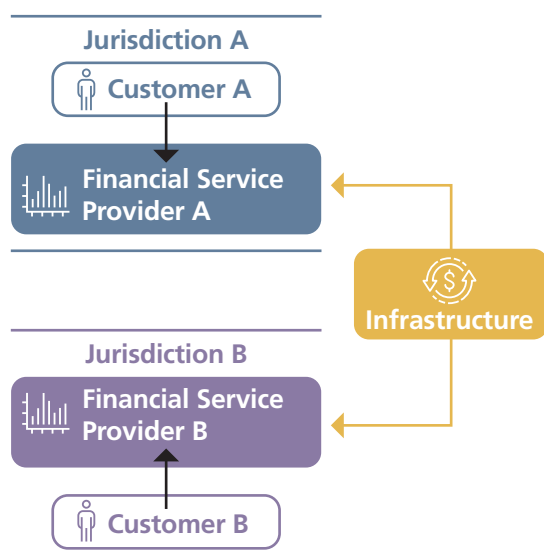 Jurisdiction A
Customer A
Financial Service
Provider A
$
Infrastructure
Jurisdiction B
Financial Service
Provider B
Customer B